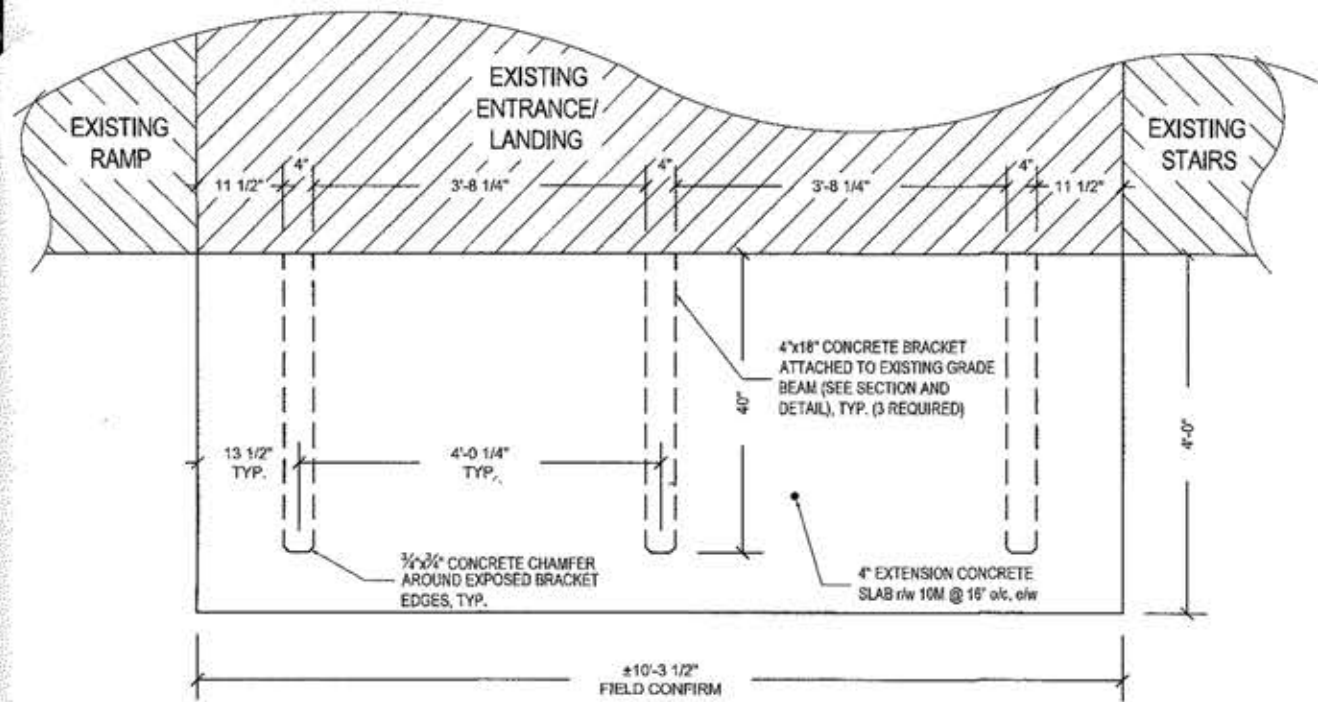 EXISTING
RAMP
EXISTING
ENTRANCE/
LANDING
EXISTING
STAIRS
11 1/2"
4"
3'-8 1/4"
4"
3'-8 1/4"
4"
11 1/2"
4"x18" CONCRETE BRACKET
ATTACHED TO EXISTING GRADE
BEAM (SEE SECTION AND
DETAIL), TYP. (3 REQUIRED)
40"
4'-0"
13 1/2"
TYP.
4'-0 1/4"
TYP.
3/4"x3/4" CONCRETE CHAMFER
AROUND EXPOSED BRACKET
EDGES, TYP.
4" EXTENSION CONCRETE
SLAB r/w 10M @ 16" o/c, e/w
±10'-3 1/2"
FIELD CONFIRM